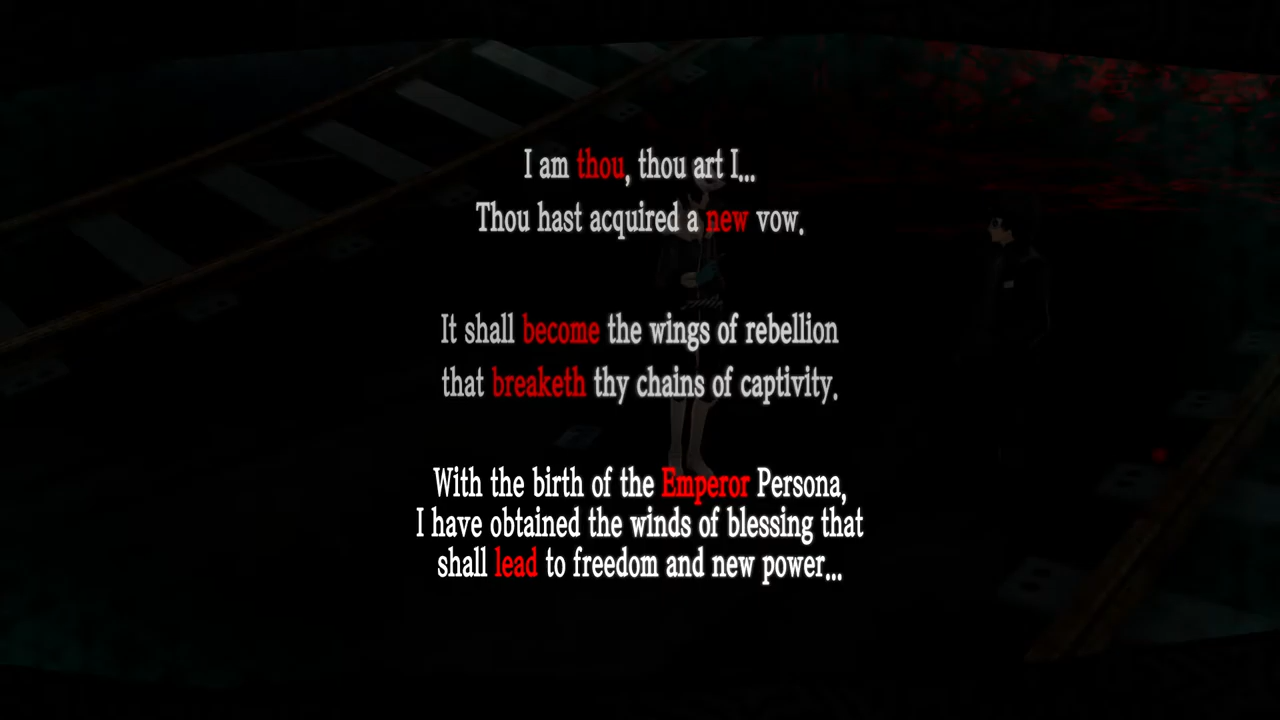 I am thou, thou art I...
Thou hast acquired a new vow.
It shall become the wings of rebellion
that breaketh thy chains of captivity.
With the birth of the Emperor Persona,
I have obtained the winds of blessing that
shall lead to freedom and new power...